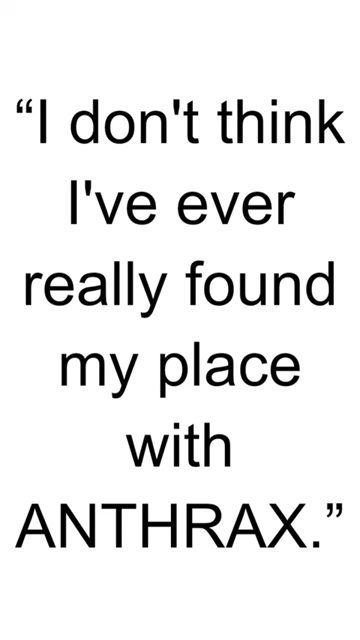 “I don't think
I've ever
really found
my place
with
ANTHRAX.”